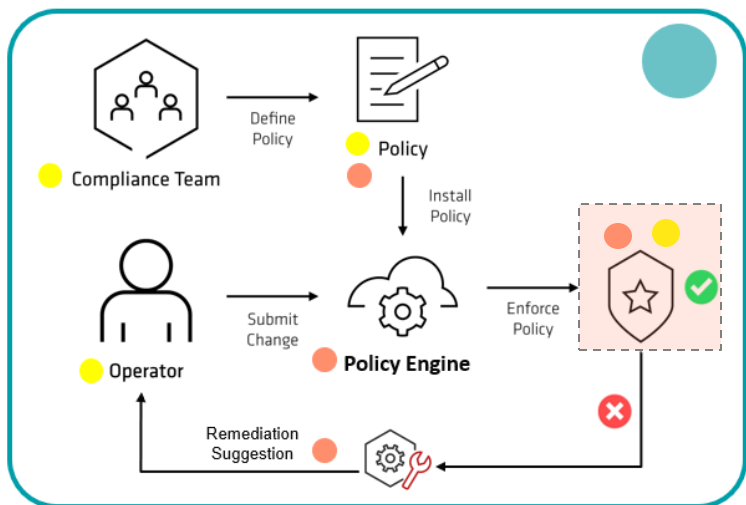 Define
Policy
Policy
Compliance Team
Install
Policy
Submit
Change
Enforce
Policy
Operator
Policy Engine
Remediation
Suggestion